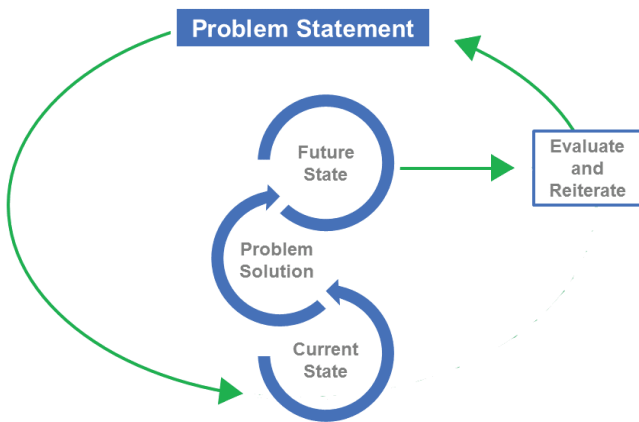 Problem Statement
Future
State
Evaluate
and
Reiterate
Problem
Solution
Current
State